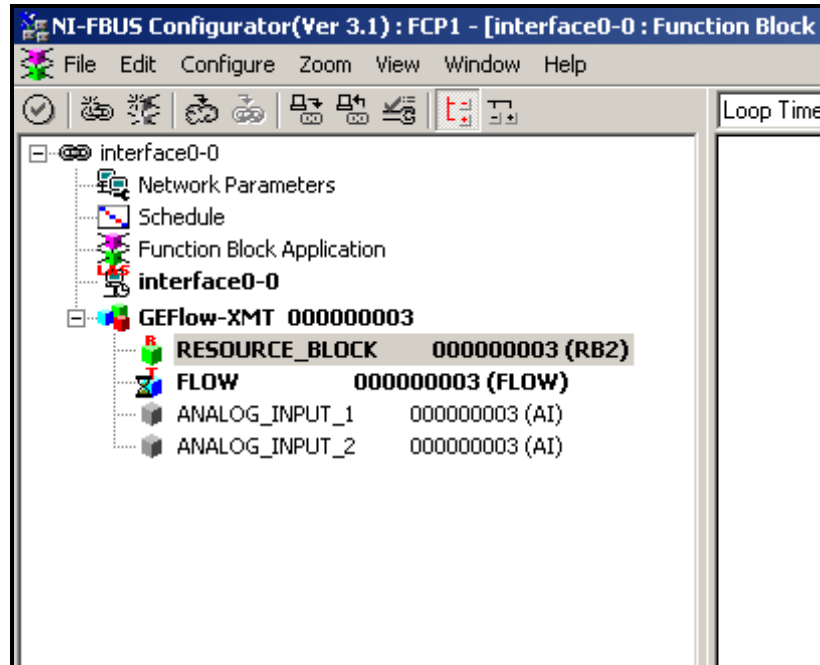 NI-FBUS Configurator(Ver 3.1) : FCP1 - [interface0-0 : Function Block
File Edit Configure Zoom View Window Help
Loop Time
interface0-0
Network Parameters
Schedule
Function Block Application
LAS
interface0-0
GEFlow-XMT 000000003
R
RESOURCE_BLOCK 000000003 (RB2)
T
FLOW 000000003 (FLOW)
ANALOG_INPUT_1 000000003 (AI)
ANALOG_INPUT_2 000000003 (AI)